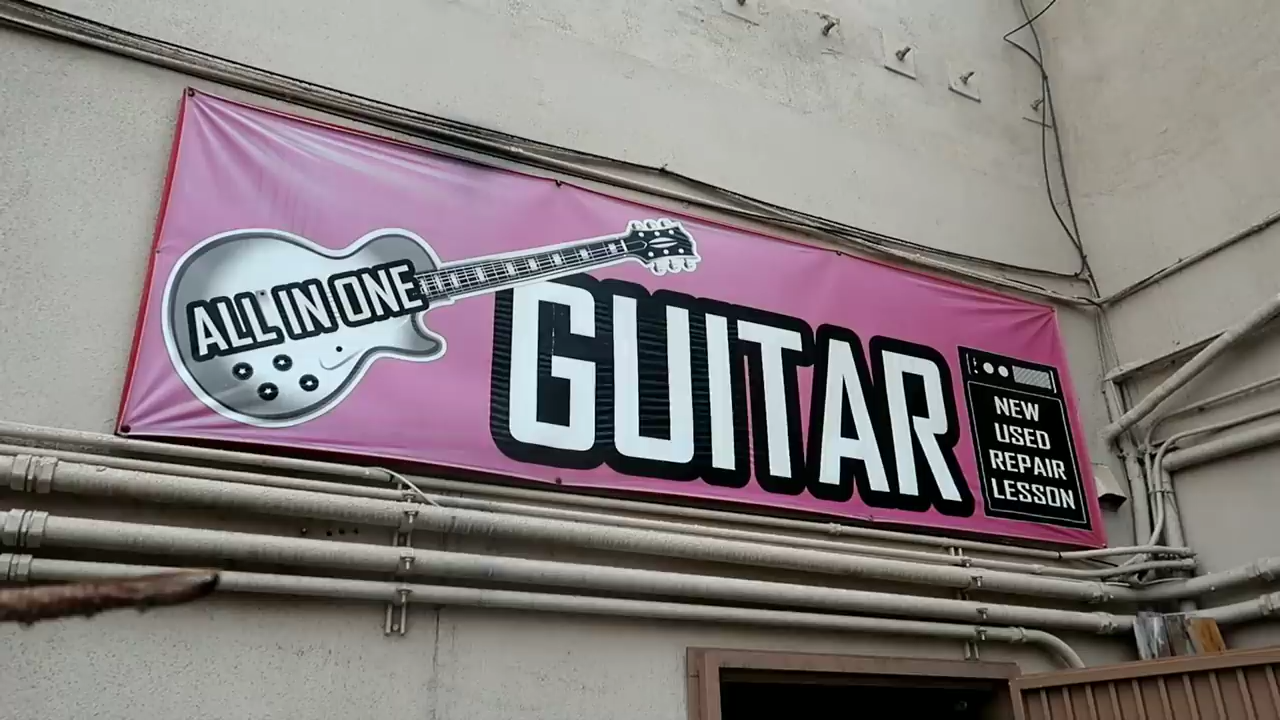 ALL IN ONE
GUITAR
NEW
USED
REPAIR
LESSON